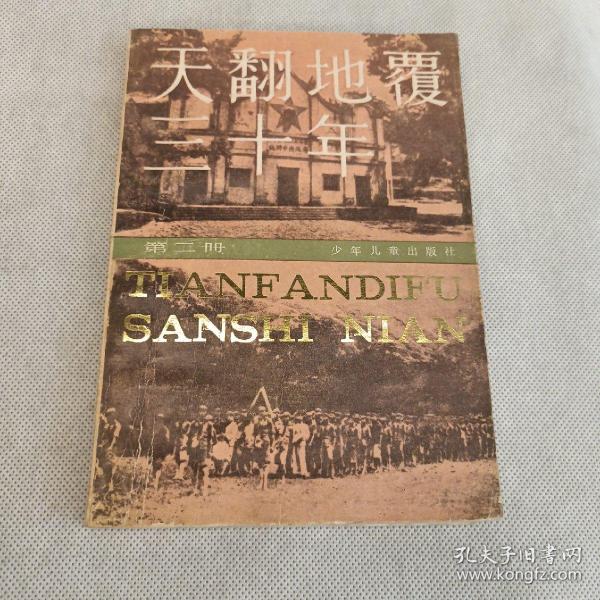 天翻地覆
三十年
第二册 少年儿童出版社
TIANFANDIFU
SANSHI NIAN
孔夫子旧书网
www.kongfz.com